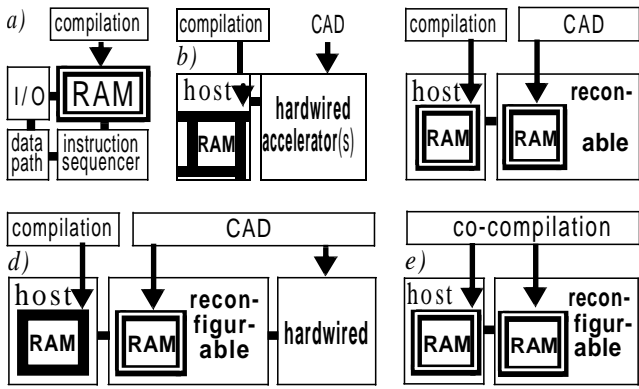 a)
compilation
I/O
RAM
data
path
instruction
sequencer
b)
compilation
CAD
host
RAM
hardwired
accelerator(s)
compilation
CAD
host
RAM
RAM
recon-
able
d)
compilation
CAD
host
RAM
RAM
recon-
figur-
able
hardwired
e)
co-compilation
host
RAM
RAM
recon-
figur-
able